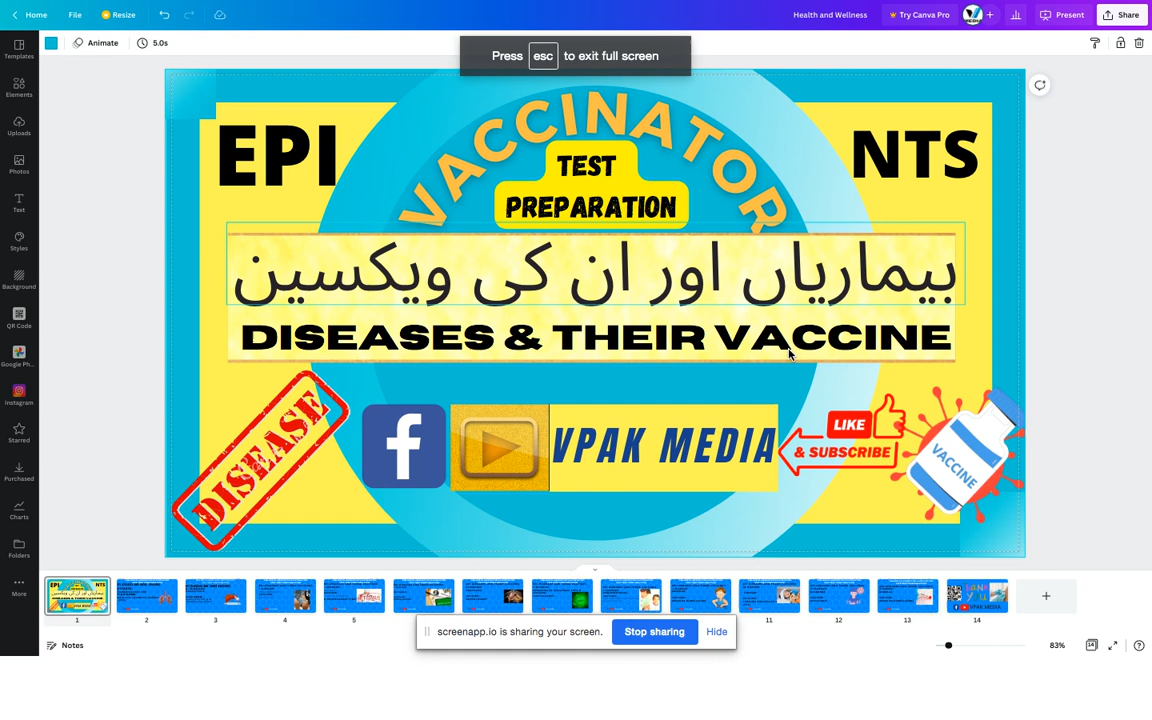 Home File Resize Health and Wellness Try Canva Pro Present Share
Animate 5.0s
Press esc to exit full screen
Templates
Elements
Uploads
Photos
Text
Styles
Background
QR Code
Google Ph...
Instagram
Starred
Purchased
Charts
Folders
More
VACCINATOR
EPI
NTS
TEST
PREPARATION
بیماریاں اور ان کی ویکسین
DISEASES & THEIR VACCINE
DISEASE
VPAK MEDIA
LIKE
& SUBSCRIBE
VACCINE
1 2 3 4 5 11 12 13 14
screenapp.io is sharing your screen. Stop sharing Hide
Notes 83% 14